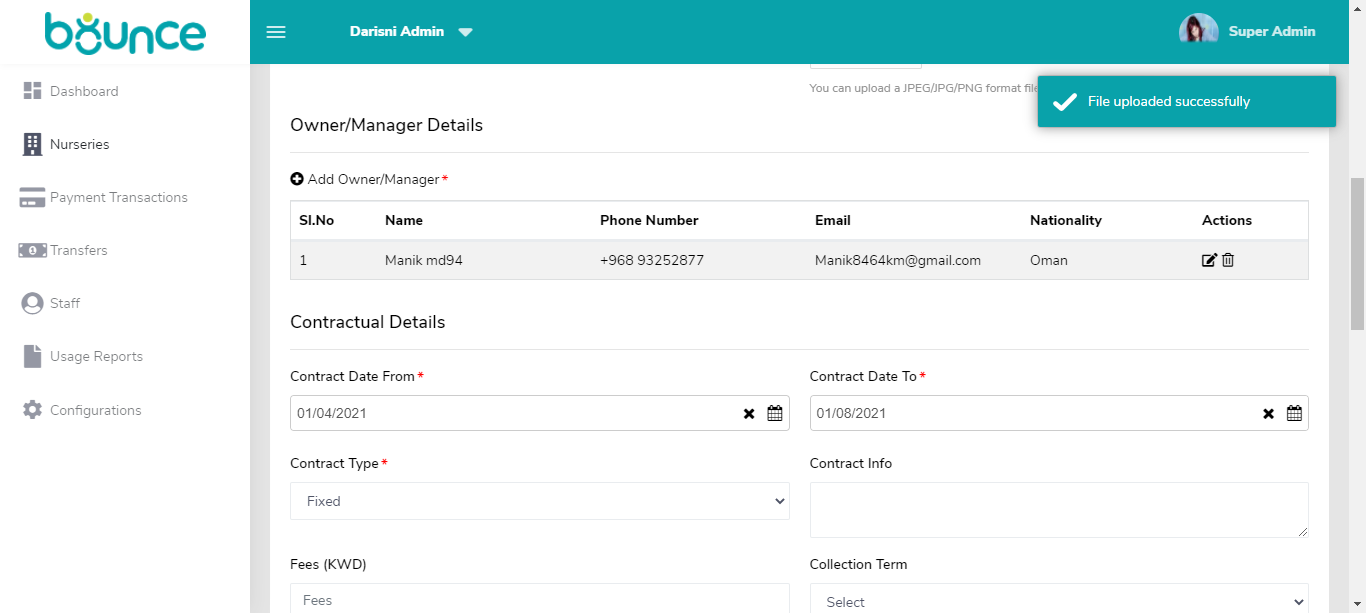 bounce
Darisni Admin
Super Admin
Dashboard
Nurseries
Payment Transactions
Transfers
Staff
Usage Reports
Configurations
You can upload a JPEG/JPG/PNG format file
File uploaded successfully
Owner/Manager Details
Add Owner/Manager*
Sl.No Name Phone Number Email Nationality Actions
1 Manik md94 +968 93252877 Manik8464km@gmail.com Oman
Contractual Details
Contract Date From* Contract Date To*
01/04/2021 01/08/2021
Contract Type* Contract Info
Fixed
Fees (KWD) Collection Term
Fees Select